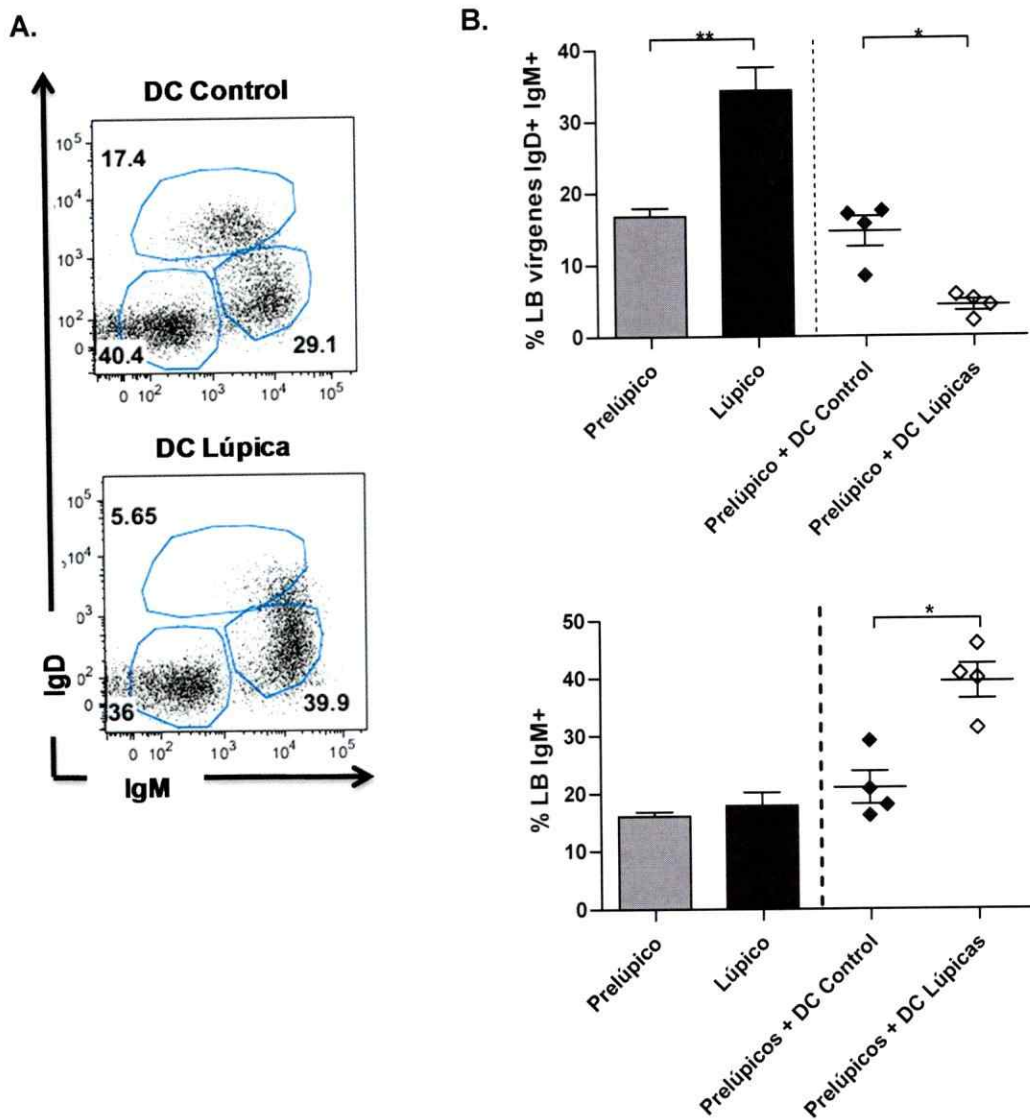 A.
DC Control
10⁵
10⁴
10³
10²
0
17.4
40.4
29.1
0 10² 10³ 10⁴ 10⁵
DC Lúpica
10⁵
10⁴
10³
10²
0
5.65
36
39.9
0 10² 10³ 10⁴ 10⁵
IgD
IgM
B.
% LB vírgenes IgD+ IgM+
40
30
20
10
0
**
*
Prelúpico
Lúpico
Prelúpico + DC Control
Prelúpico + DC Lúpicas
% LB IgM+
50
40
30
20
10
0
*
Prelúpico
Lúpico
Prelúpicos + DC Control
Prelúpicos + DC Lúpicas